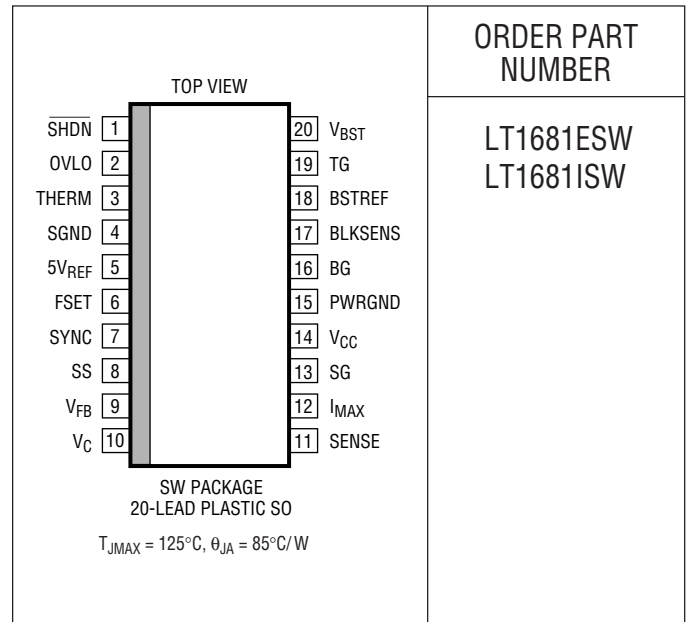 TOP VIEW
SHDN 1
OVLO 2
THERM 3
SGND 4
5VREF 5
FSET 6
SYNC 7
SS 8
VFB 9
VC 10
20 VBST
19 TG
18 BSTREF
17 BLKSENS
16 BG
15 PWRGND
14 VCC
13 SG
12 IMAX
11 SENSE
SW PACKAGE
20-LEAD PLASTIC SO
TJMAX = 125°C, θJA = 85°C/W
ORDER PART
NUMBER
LT1681ESW
LT1681ISW